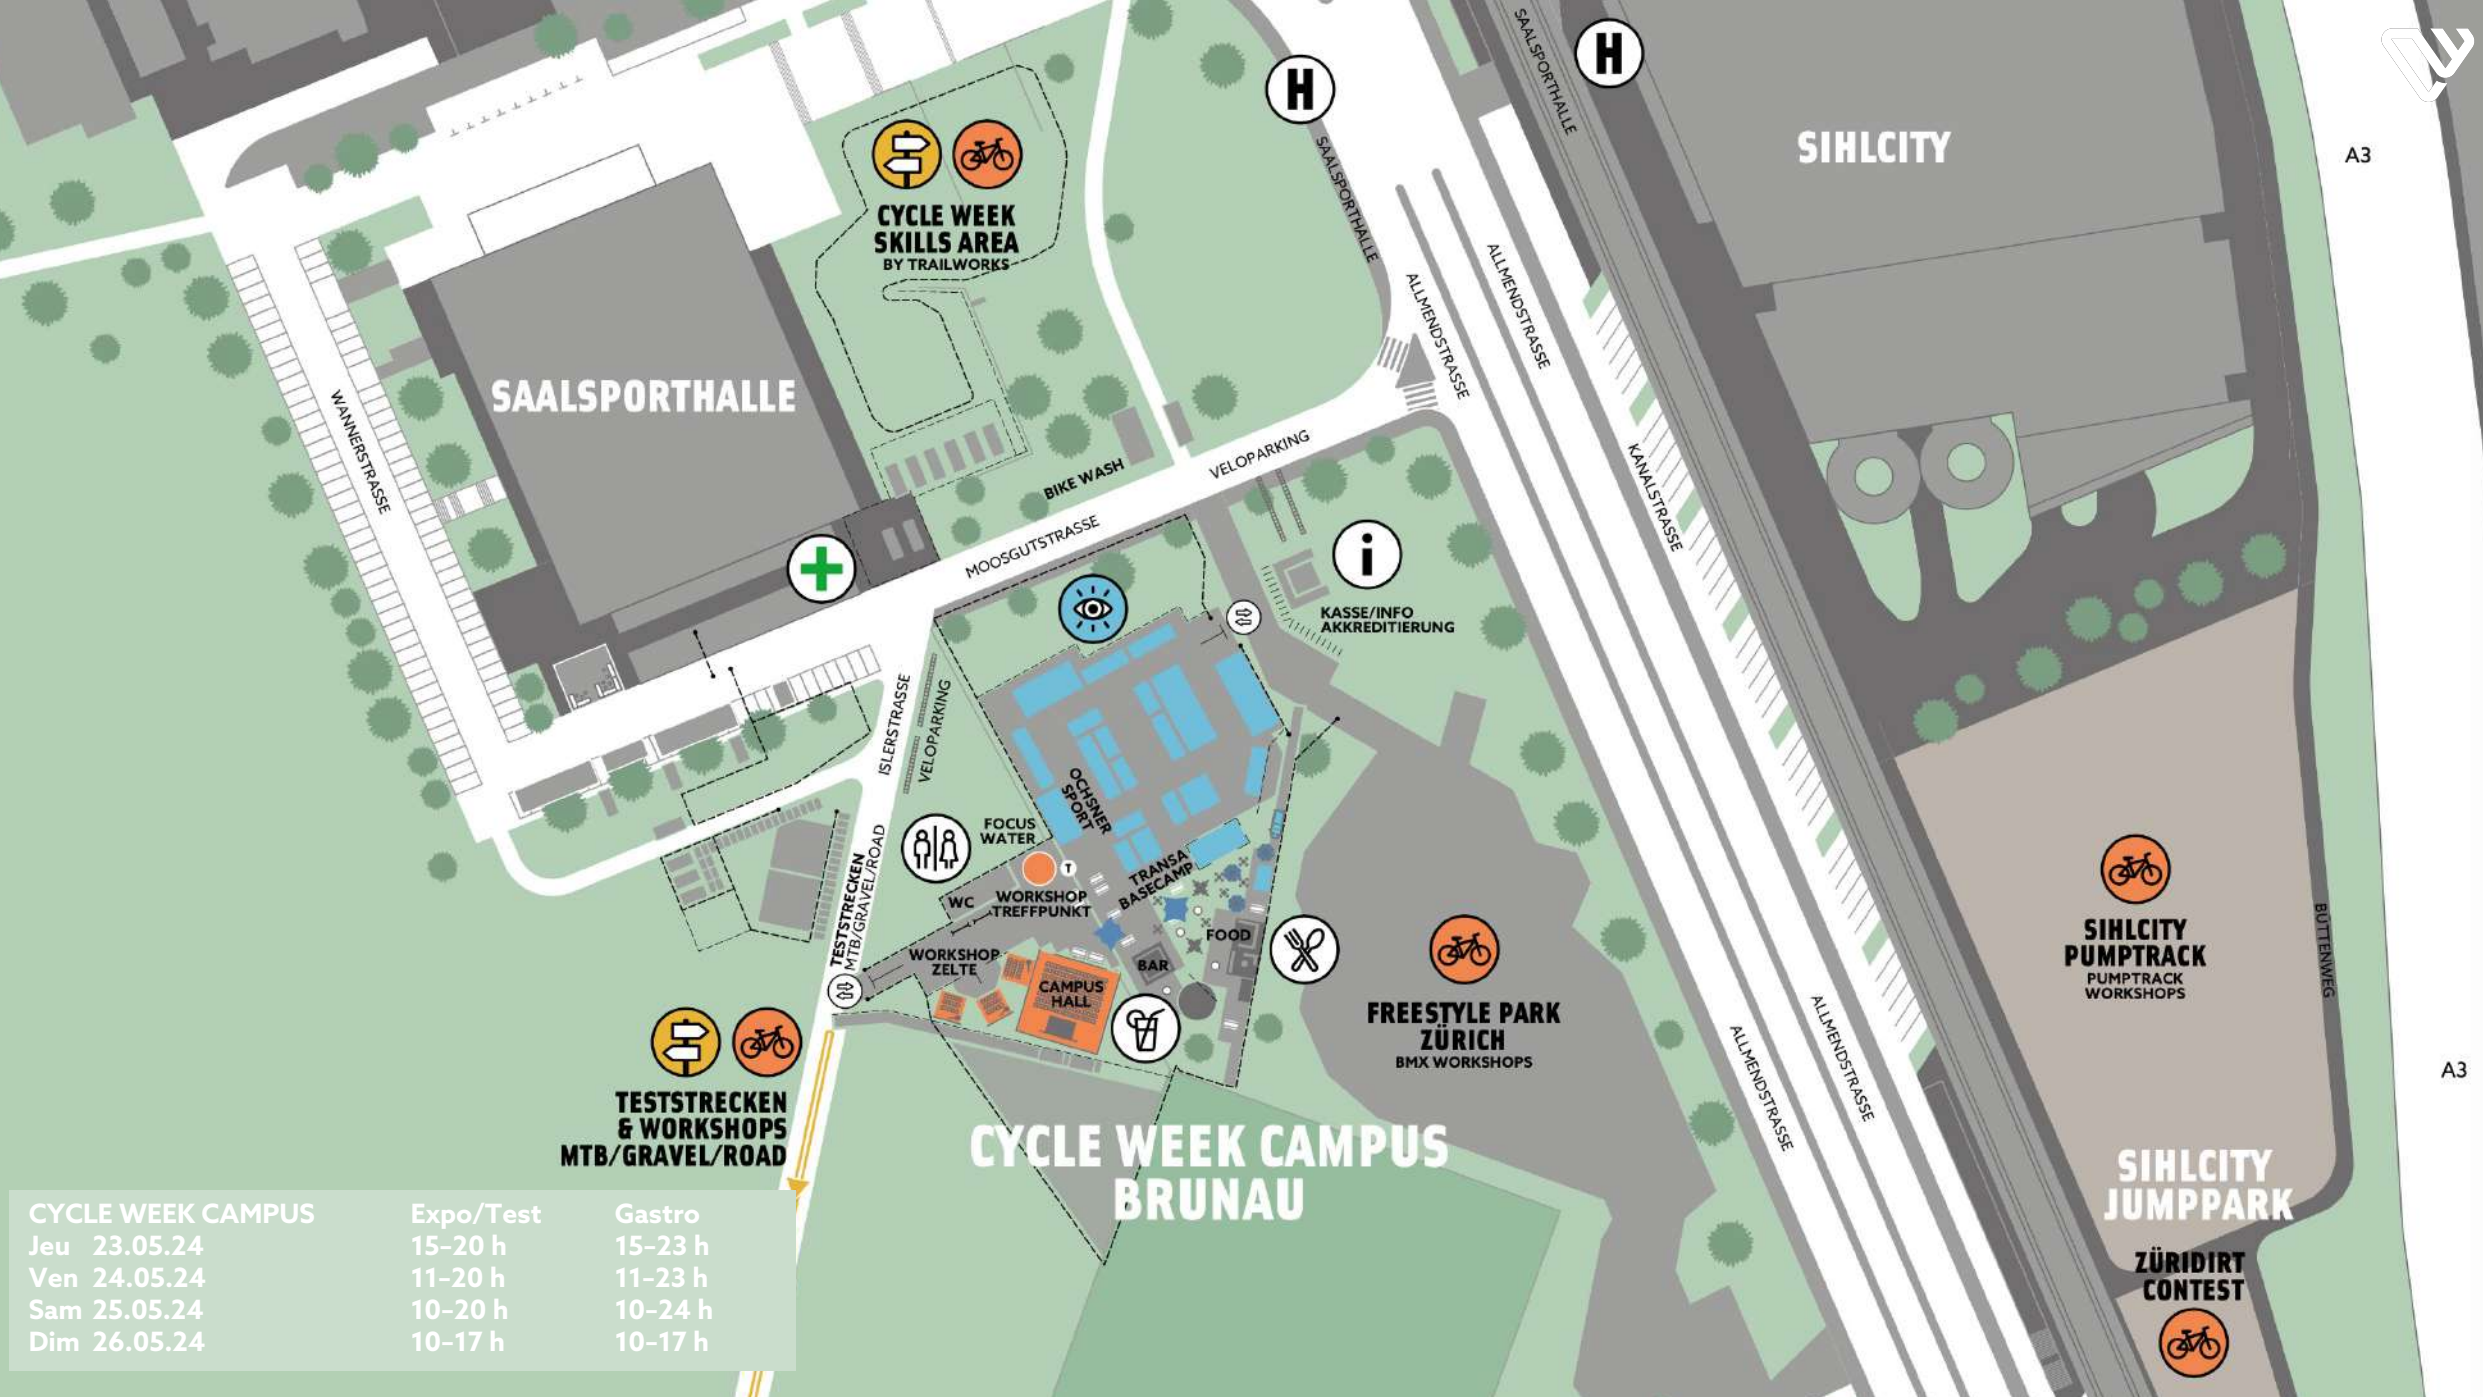 H
H
SAALSPORTHALLE
SAALSPORTHALLE
SIHLCITY
A3
CYCLE WEEK
SKILLS AREA
BY TRAILWORKS
ALLMENDSTRASSE
ALLMENDSTRASSE
SAALSPORTHALLE
WANNERSTRASSE
KANALSTRASSE
VELOPARKING
BIKE WASH
MOOSGUTSTRASSE
i
KASSE/INFO
AKKREDITIERUNG
ISLERSTRASSE
VELOPARKING
OCHSNER
SPORT
FOCUS
WATER
T
TRANSA
BASECAMP
WC
WORKSHOP
TREFFPUNKT
TESTSTRECKEN
MTB/GRAVEL/ROAD
WORKSHOP
ZELTE
CAMPUS
HALL
BAR
FOOD
FREESTYLE PARK
ZÜRICH
BMX WORKSHOPS
SIHLCITY
PUMPTRACK
PUMPTRACK
WORKSHOPS
BÜTTENWEG
A3
ALLMENDSTRASSE
ALLMENDSTRASSE
TESTSTRECKEN
& WORKSHOPS
MTB/GRAVEL/ROAD
CYCLE WEEK CAMPUS
BRUNAU
SIHLCITY
JUMPPARK
ZÜRIDIRT
CONTEST
CYCLE WEEK CAMPUS Expo/Test Gastro
Jeu 23.05.24 15-20 h 15-23 h
Ven 24.05.24 11-20 h 11-23 h
Sam 25.05.24 10-20 h 10-24 h
Dim 26.05.24 10-17 h 10-17 h